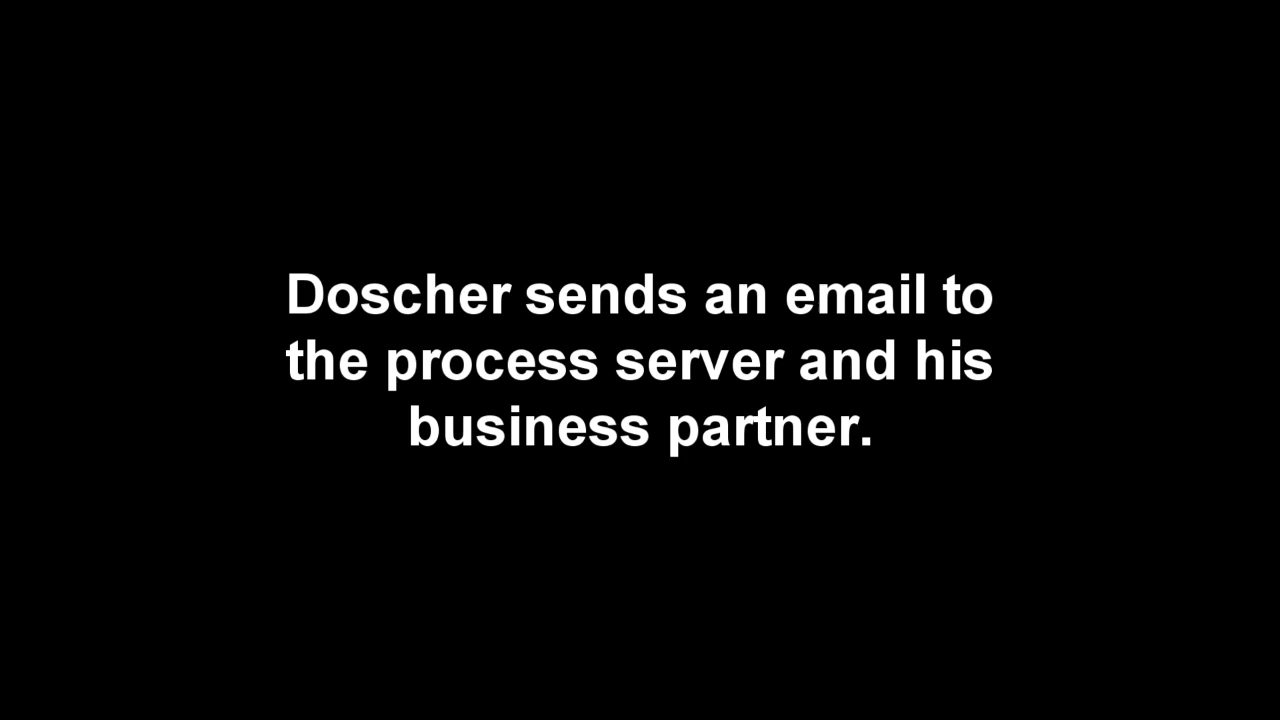 Doscher sends an email to
the process server and his
business partner.